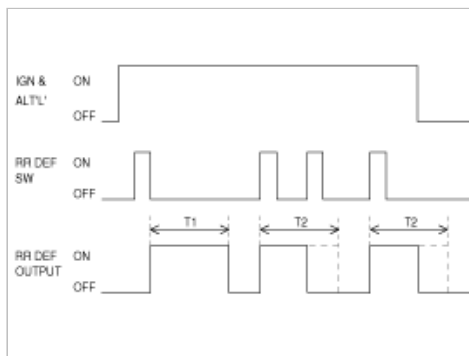 IGN & ON
ALT'L'
OFF
RR DEF ON
SW
OFF
T1 T2 T2
RR DEF ON
OUTPUT
OFF